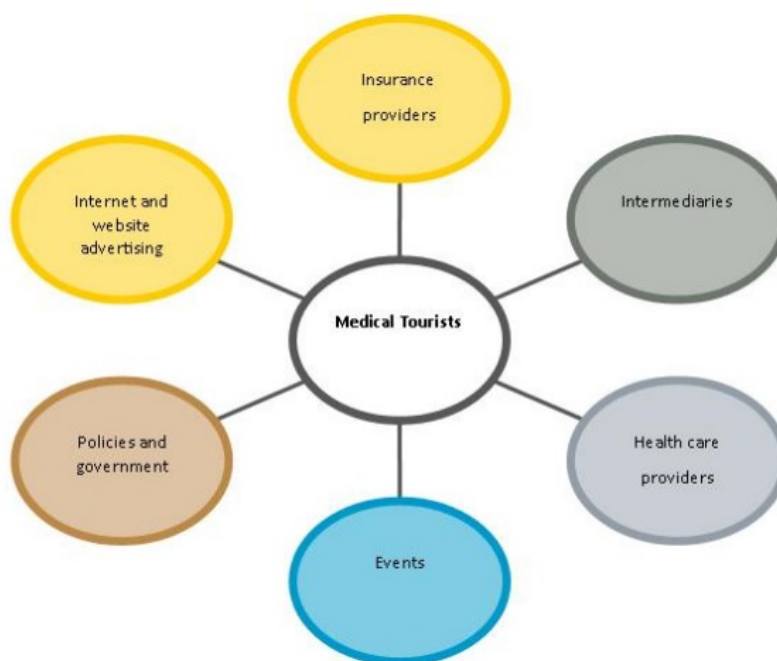 Insurance
providers
Internet and
website
advertising
Intermediaries
Medical Tourists
Policies and
government
Health care
providers
Events